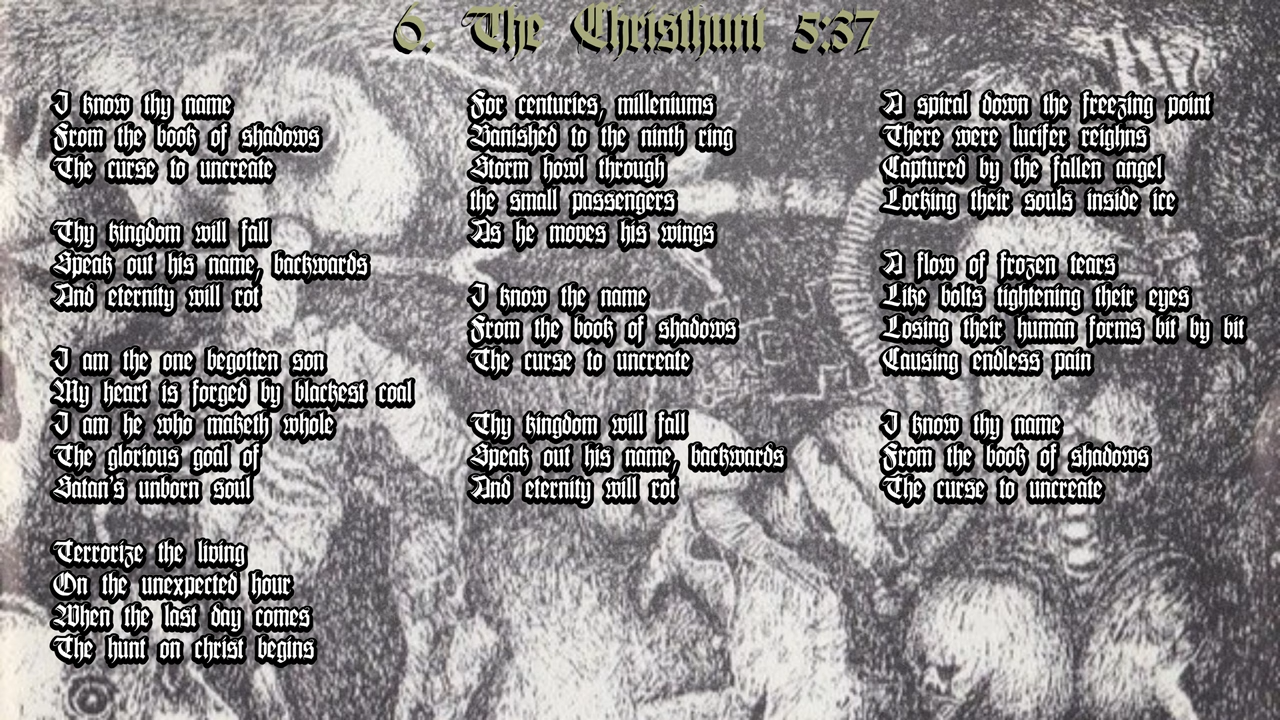 6. The Christhunt 5:37
I know thy name
From the book of shadows
The curse to uncreate
Thy kingdom will fall
Speak out his name, backwards
And eternity will rot
I am the one begotten son
My heart is forged by blackest coal
I am he who maketh whole
The glorious goal of
Satan's unborn soul
Terrorize the living
On the unexpected hour
When the last day comes
The hunt on christ begins
For centuries, milleniums
Banished to the ninth ring
Storm howl through
the small passengers
As he moves his wings
I know the name
From the book of shadows
The curse to uncreate
Thy kingdom will fall
Speak out his name, backwards
And eternity will rot
A spiral down the freezing point
There were lucifer reighns
Captured by the fallen angel
Locking their souls inside ice
A flow of frozen tears
Like bolts tightening their eyes
Losing their human forms bit by bit
Causing endless pain
I know thy name
From the book of shadows
The curse to uncreate